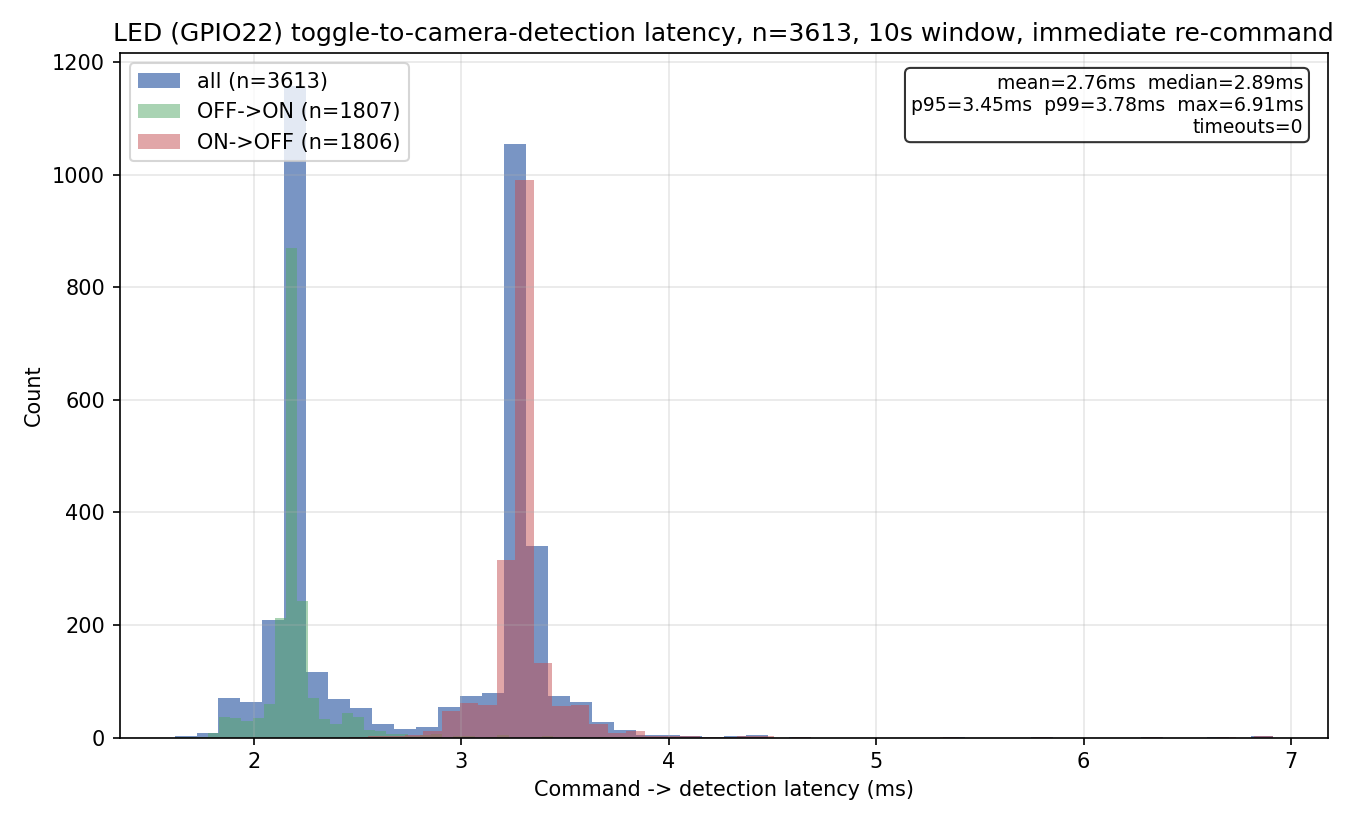 LED (GPIO22) toggle-to-camera-detection latency, n=3613, 10s window, immediate re-command
all (n=3613)
OFF->ON (n=1807)
ON->OFF (n=1806)
mean=2.76ms  median=2.89ms
p95=3.45ms  p99=3.78ms  max=6.91ms
timeouts=0
Count
1200
1000
800
600
400
200
0
2 3 4 5 6 7
Command -> detection latency (ms)